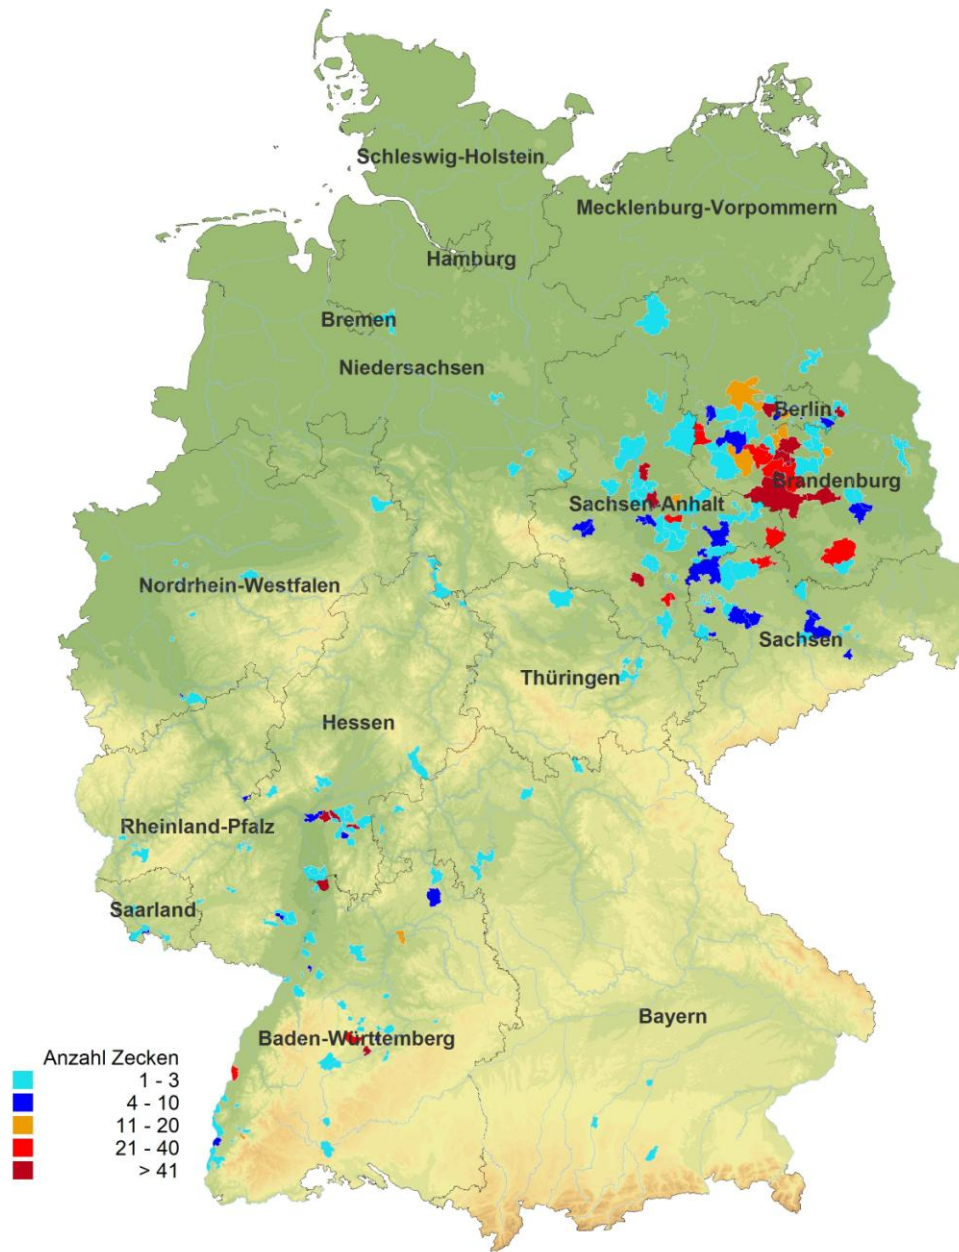 Schleswig-Holstein
Mecklenburg-Vorpommern
Hamburg
Bremen
Niedersachsen
Berlin
Brandenburg
Sachsen-Anhalt
Nordrhein-Westfalen
Sachsen
Thüringen
Hessen
Rheinland-Pfalz
Saarland
Bayern
Baden-Württemberg
Anzahl Zecken
1 - 3
4 - 10
11 - 20
21 - 40
> 41